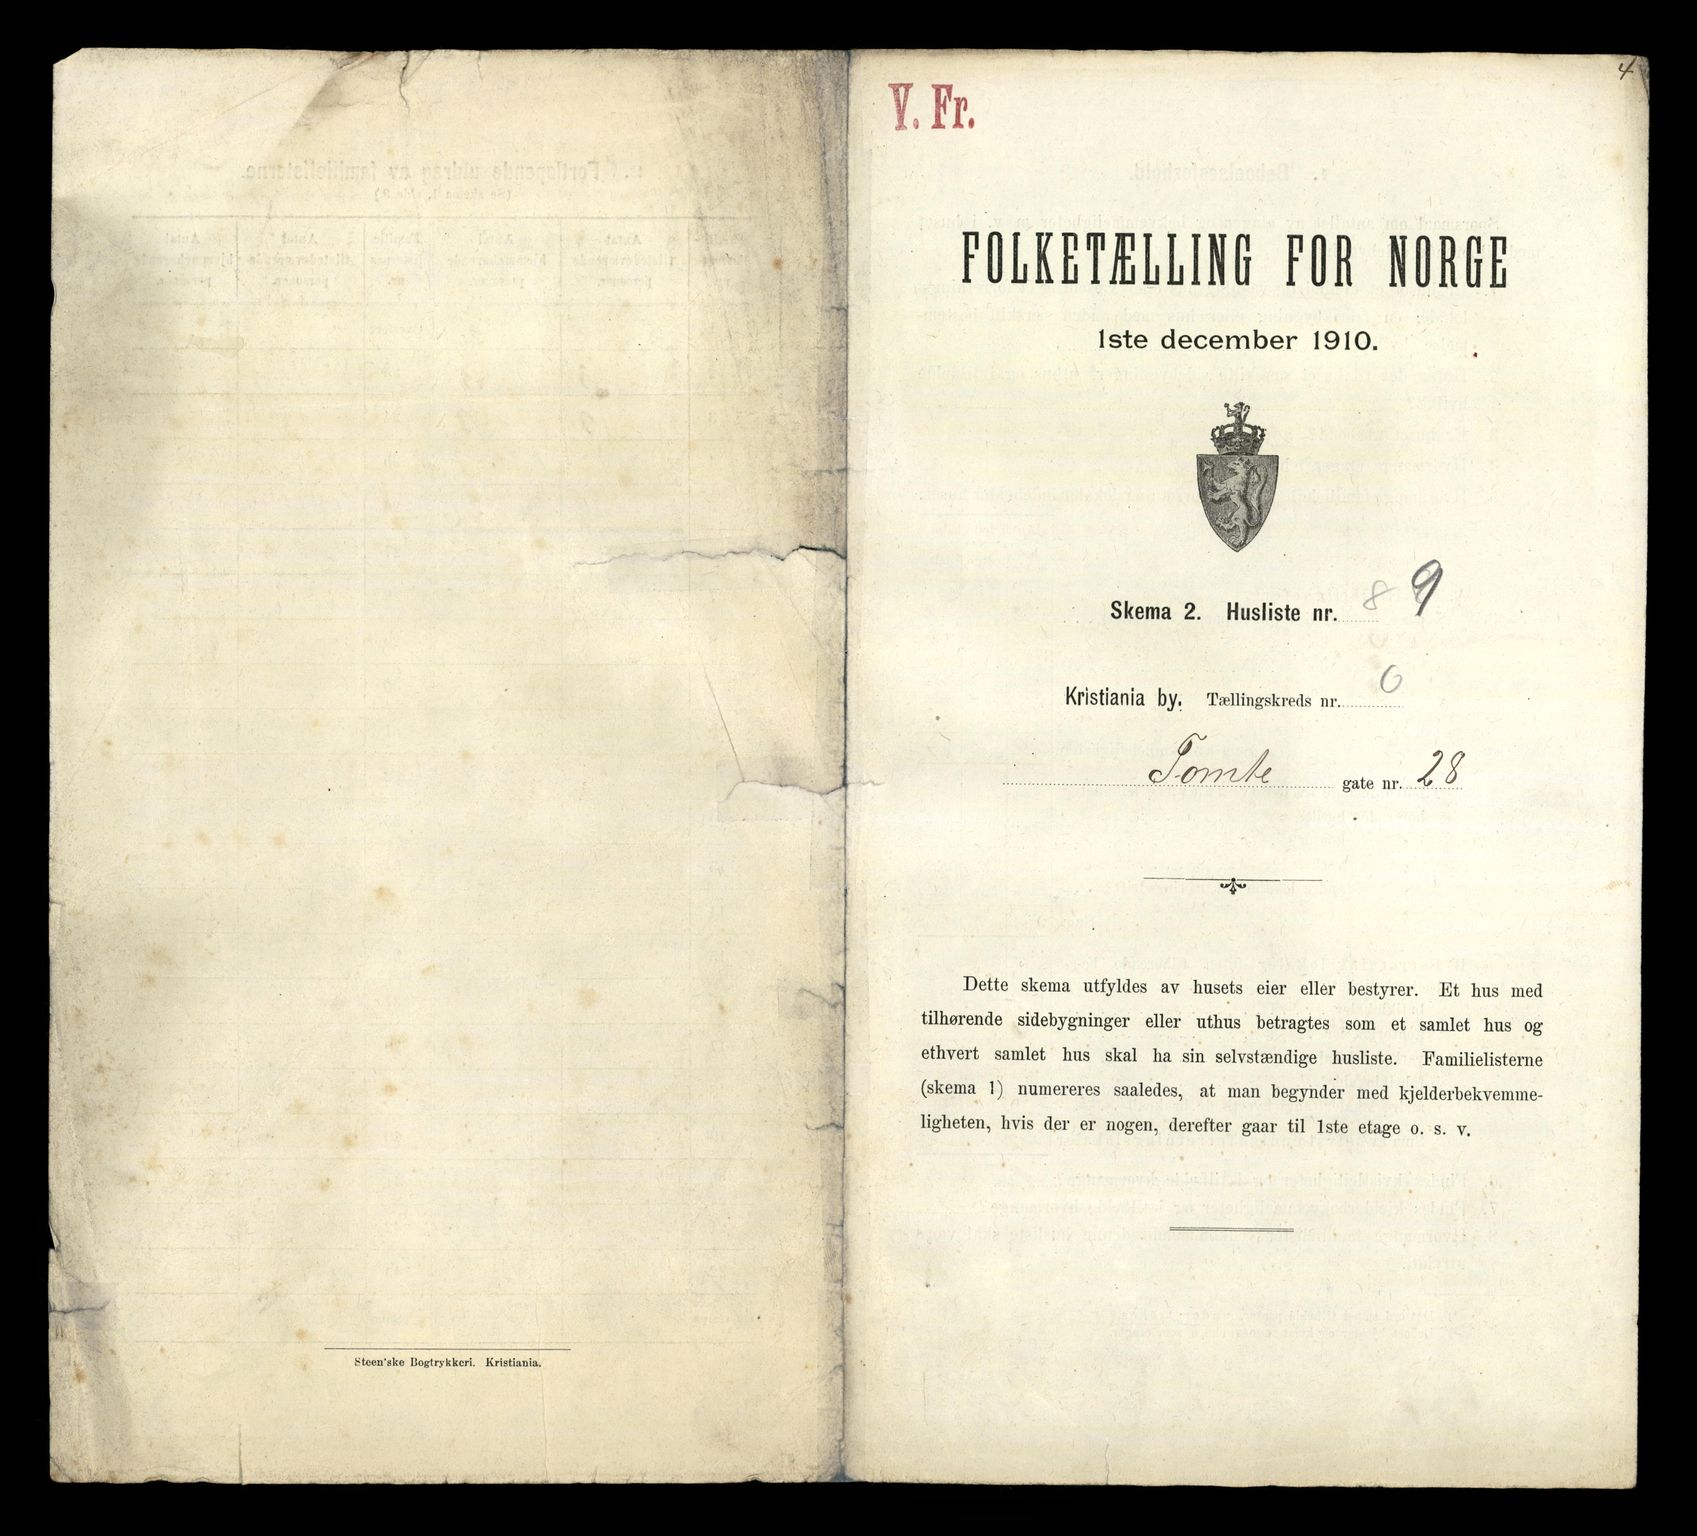 4
V. Fr.
FOLKETÆLLING FOR NORGE
1ste december 1910.
Skema 2. Husliste nr. 8 9
Kristiania by. Tællingskreds nr. 0
Tomte gate nr. 28
Dette skema utfyldes av husets eier eller bestyrer. Et hus med
tilhørende sidebygninger eller uthus betragtes som et samlet hus og
ethvert samlet hus skal ha sin selvstændige husliste. Familielisterne
(skema 1) numereres saaledes, at man begynder med kjelderbekvemme-
ligheten, hvis der er nogen, derefter gaar til 1ste etage o. s. v.
Steen'ske Bogtrykkeri. Kristiania.